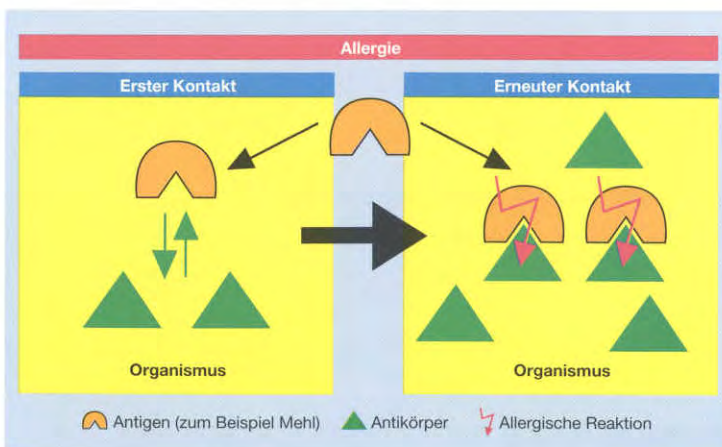 Allergie
Erster Kontakt
Erneuter Kontakt
Organismus
Organismus
Antigen (zum Beispiel Mehl)
Antikörper
Allergische Reaktion